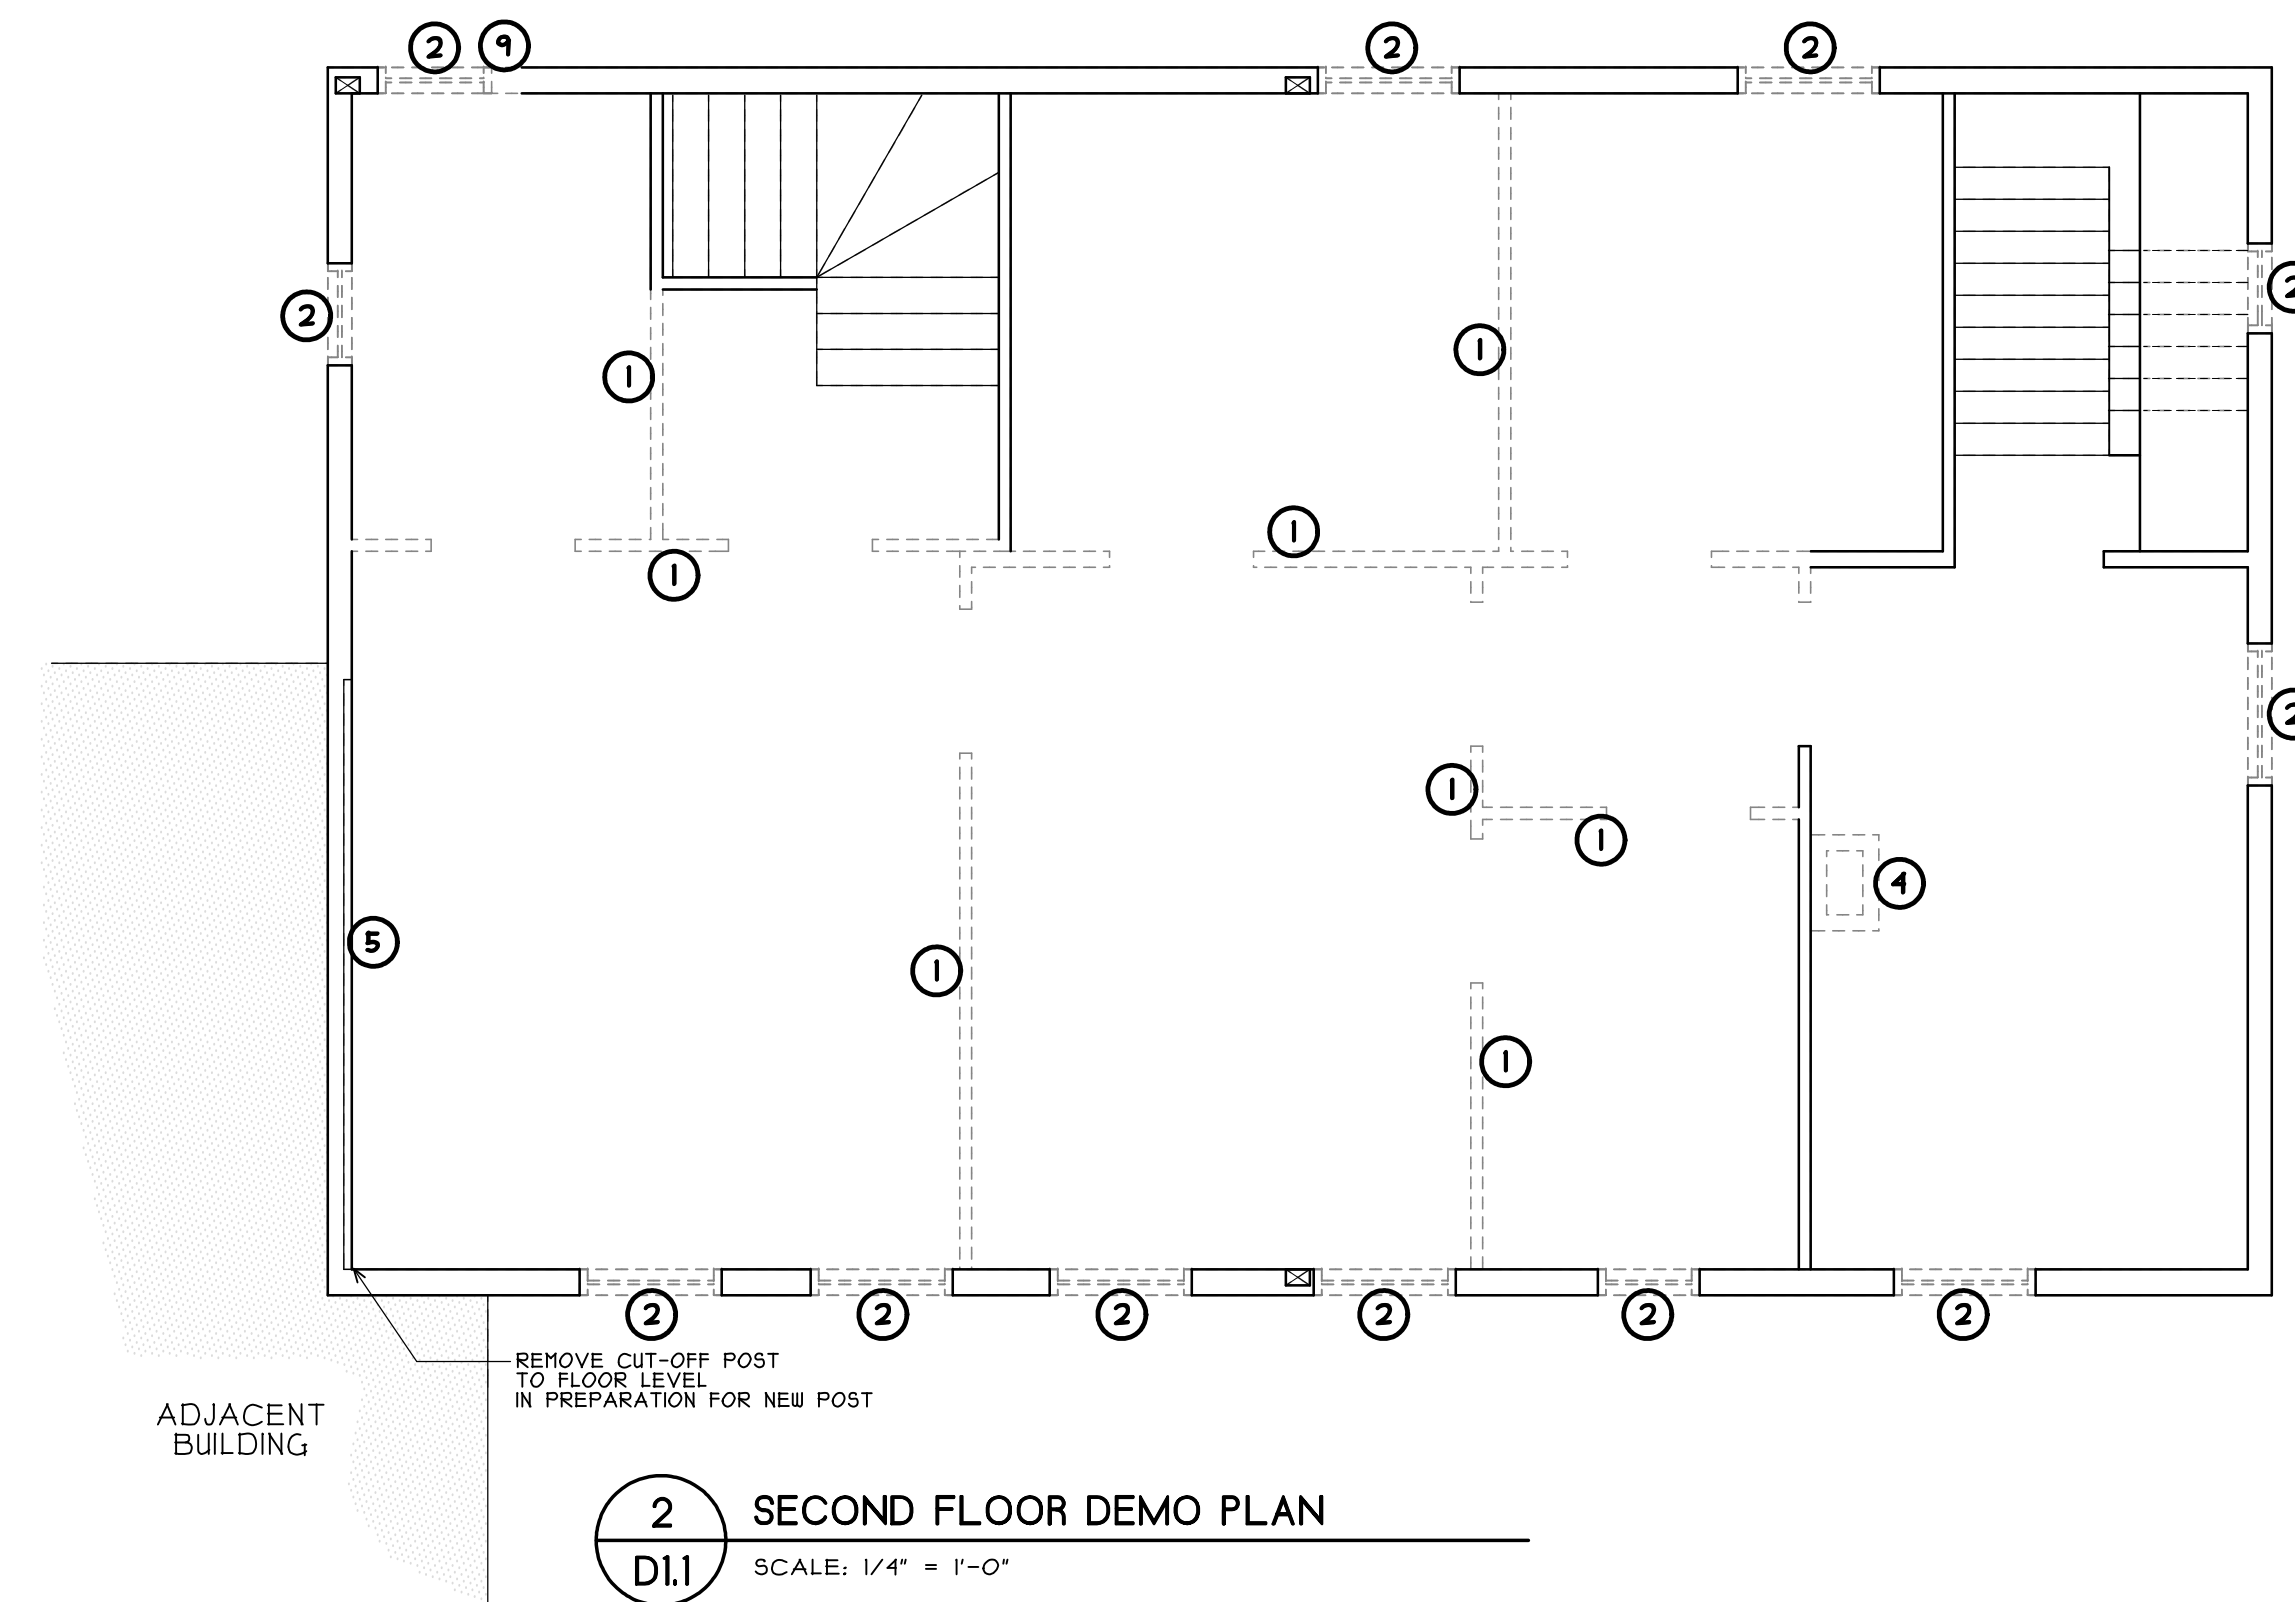 2 9 2 2
2 2
1 1
1
1
2
1
1
4
5
1
1
2 2 2 2 2 2
REMOVE CUT-OFF POST
TO FLOOR LEVEL
IN PREPARATION FOR NEW POST
ADJACENT
BUILDING
2
SECOND FLOOR DEMO PLAN
D1.1
SCALE: 1/4" = 1'-0"